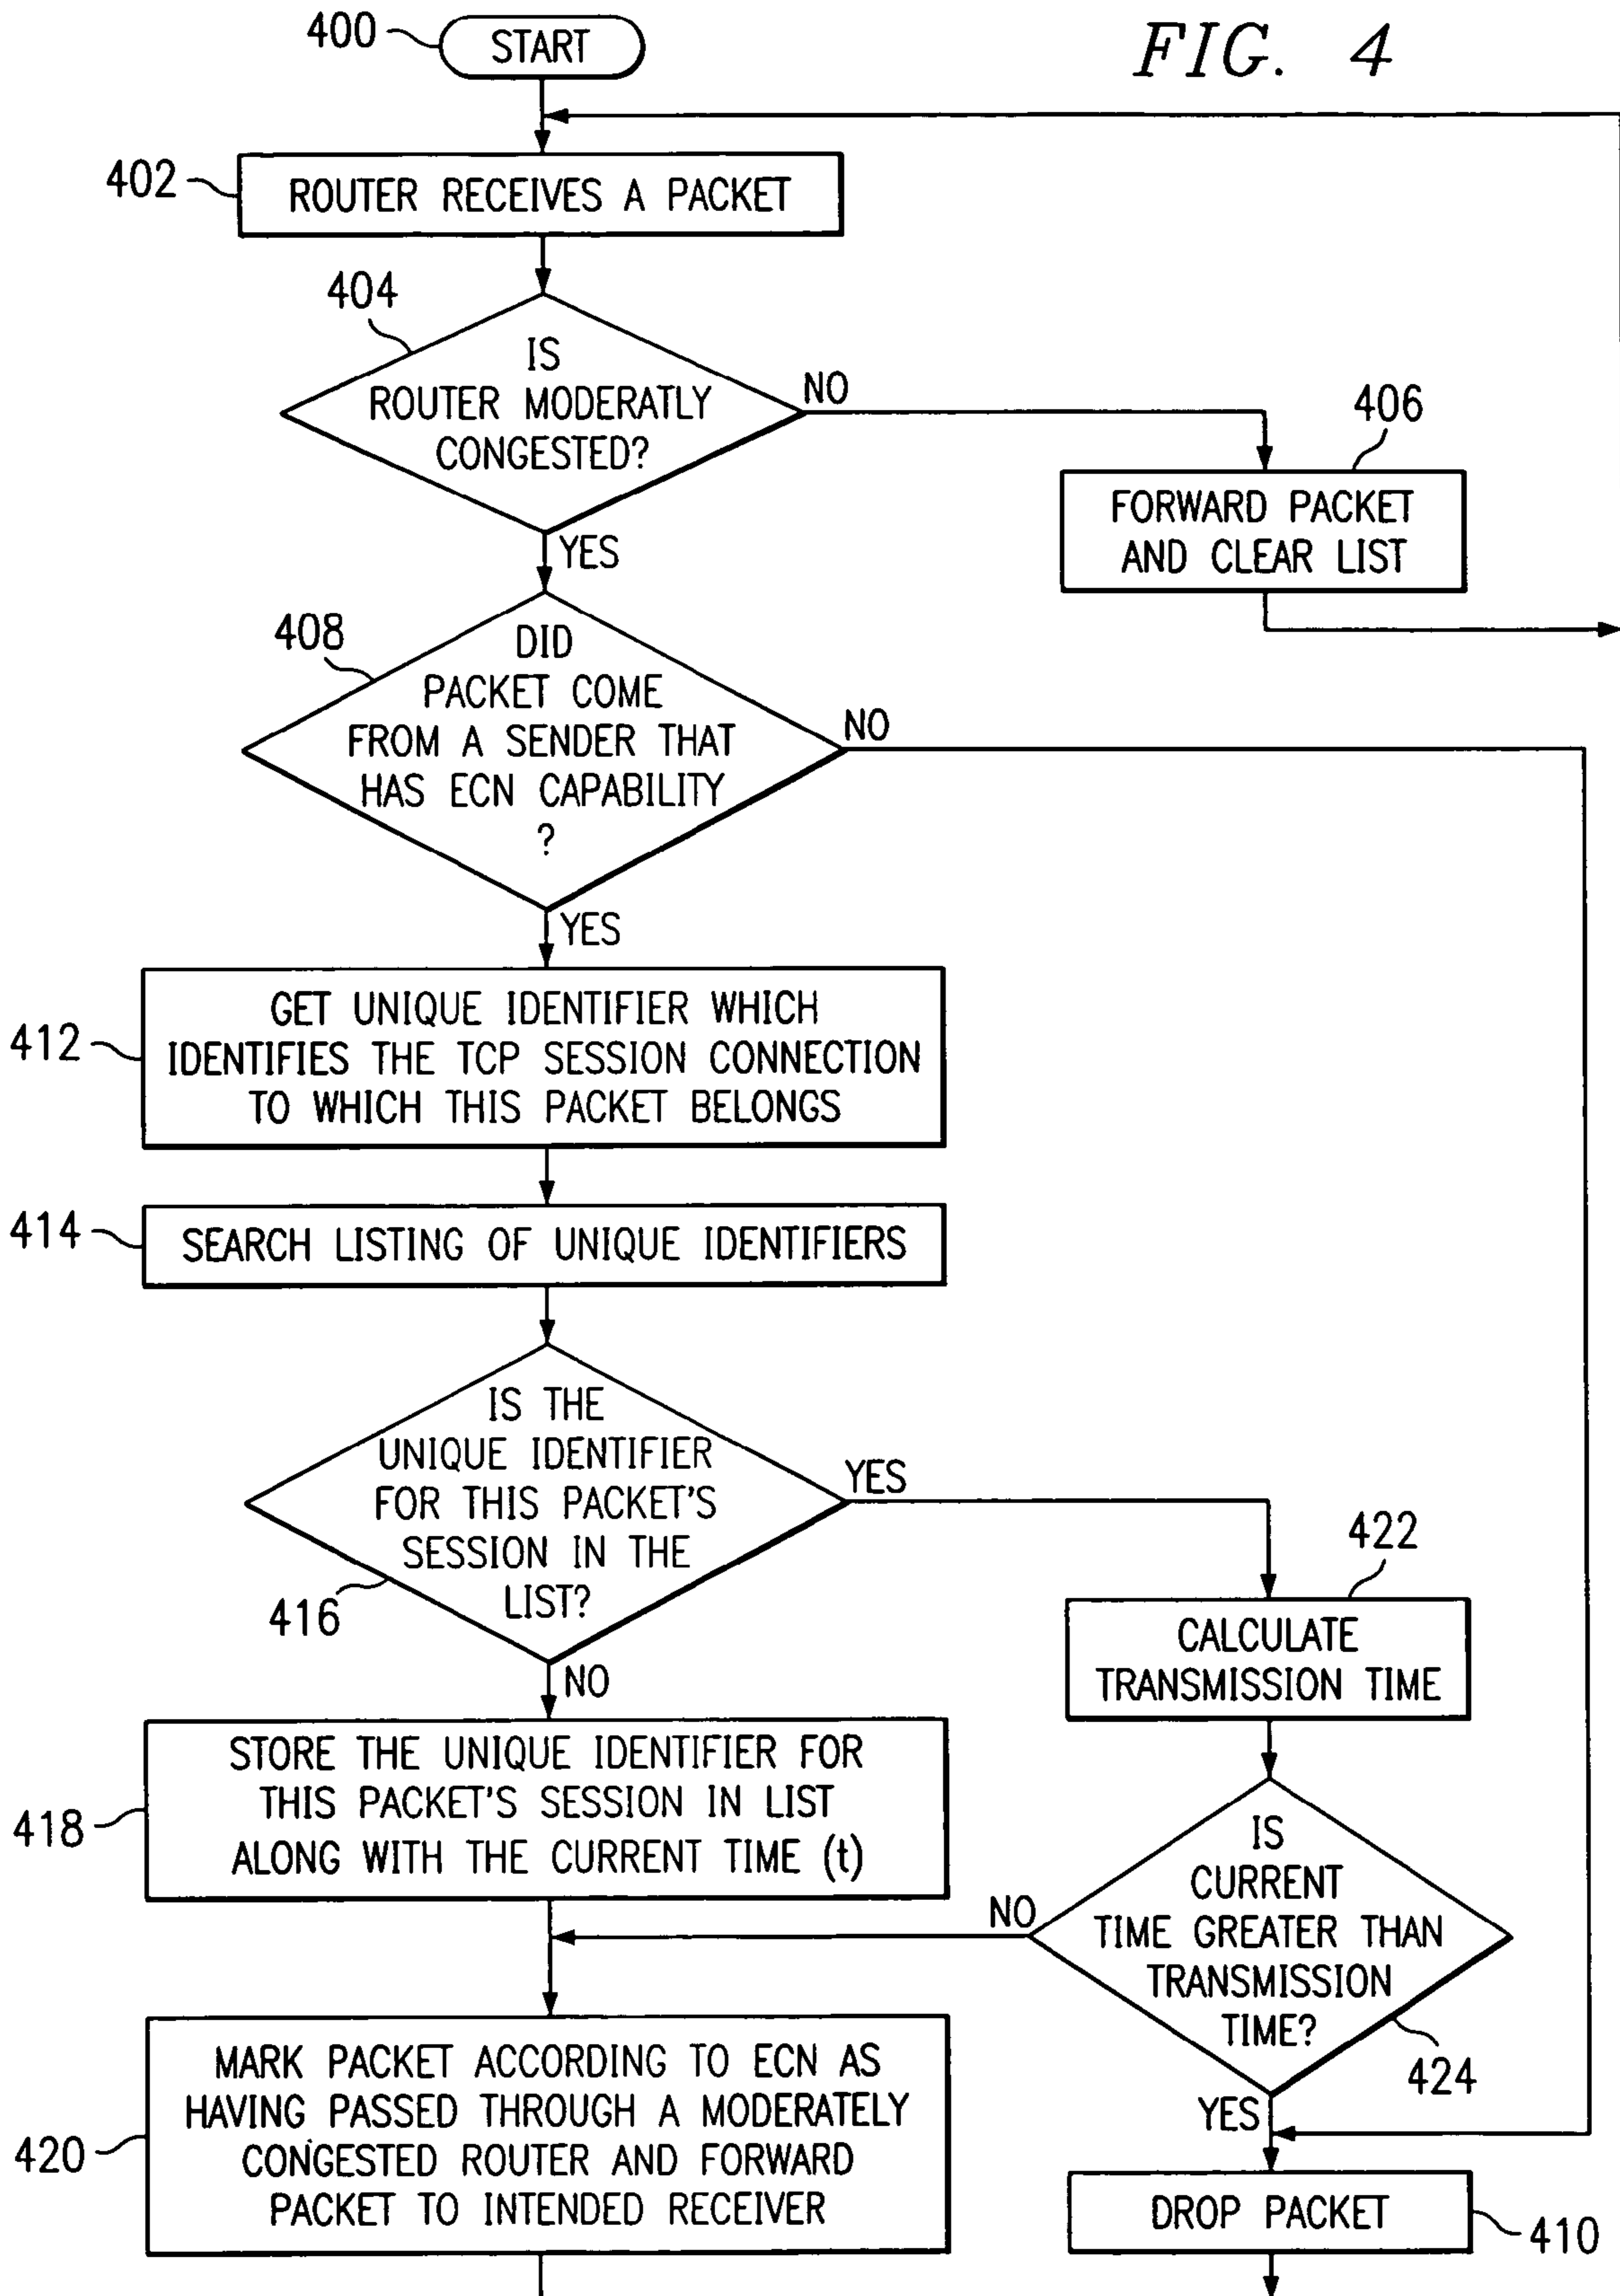 FIG. 4
400
START
402
ROUTER RECEIVES A PACKET
404
IS
ROUTER MODERATLY
CONGESTED?
NO
YES
406
FORWARD PACKET
AND CLEAR LIST
408
DID
PACKET COME
FROM A SENDER THAT
HAS ECN CAPABILITY
?
NO
YES
412
GET UNIQUE IDENTIFIER WHICH
IDENTIFIES THE TCP SESSION CONNECTION
TO WHICH THIS PACKET BELONGS
414
SEARCH LISTING OF UNIQUE IDENTIFIERS
IS THE
UNIQUE IDENTIFIER
FOR THIS PACKET'S
SESSION IN THE
LIST?
416
YES
NO
422
CALCULATE
TRANSMISSION TIME
418
STORE THE UNIQUE IDENTIFIER FOR
THIS PACKET'S SESSION IN LIST
ALONG WITH THE CURRENT TIME (t)
IS
CURRENT
TIME GREATER THAN
TRANSMISSION
TIME?
424
NO
YES
420
MARK PACKET ACCORDING TO ECN AS
HAVING PASSED THROUGH A MODERATELY
CONGESTED ROUTER AND FORWARD
PACKET TO INTENDED RECEIVER
DROP PACKET
410